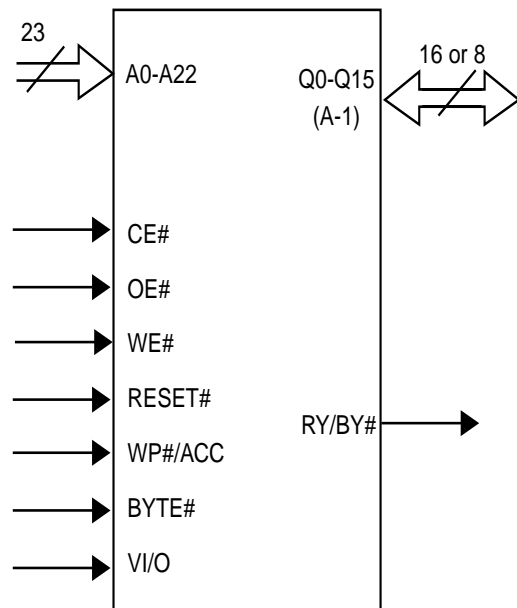 23
A0-A22
Q0-Q15
16 or 8
(A-1)
CE#
OE#
WE#
RESET#
RY/BY#
WP#/ACC
BYTE#
VI/O